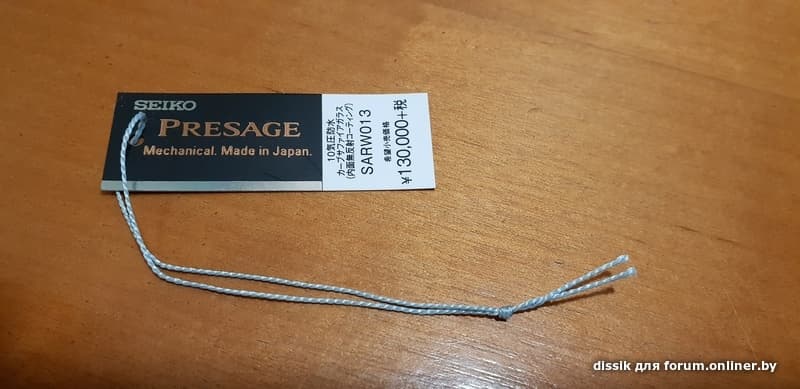 SEIKO
PRESAGE
Mechanical. Made in Japan.
10気圧防水
カーブサファイアガラス
(内面無反射コーティング)
SARW013
希望小売価格
¥130,000+税
dissik для forum.onliner.by